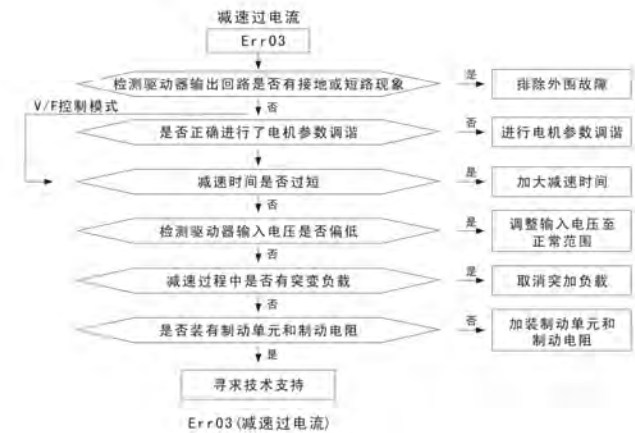 减速过电流
Err03
检测驱动器输出回路是否有接地或短路现象
是
排除外围故障
V/F控制模式
否
是否正确进行了电机参数调谐
否
进行电机参数调谐
减速时间是否过短
是
加大减速时间
否
检测驱动器输入电压是否偏低
是
调整输入电压至
正常范围
否
减速过程中是否有突变负载
是
取消突加负载
否
是否装有制动单元和制动电阻
否
加装制动单元和
制动电阻
是
寻求技术支持
Err03(减速过电流)